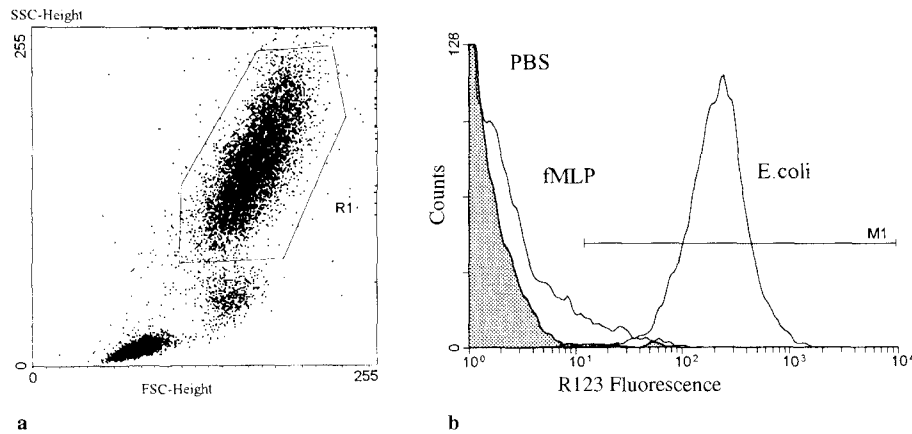 SSC-Height
255
R1
0
0
255
FSC-Height
a
b
128
PBS
fMLP
E.coli
Counts
M1
0
10⁰
10¹
10²
10³
10⁴
R123 Fluorescence